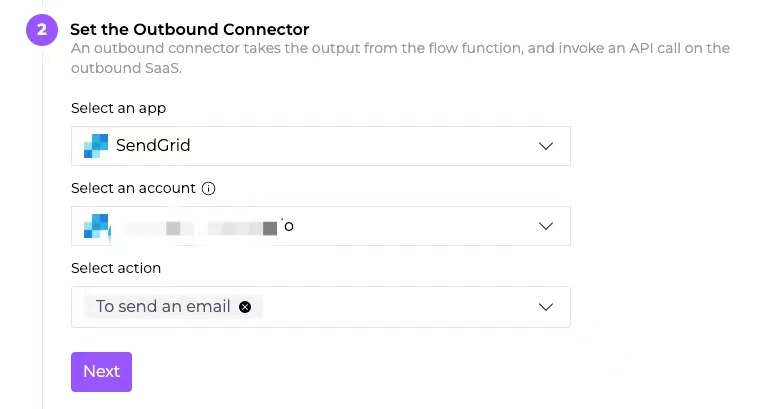 2
Set the Outbound Connector
An outbound connector takes the output from the flow function, and invoke an API call on the
outbound SaaS.
Select an app
SendGrid
Select an account
Select action
To send an email
Next